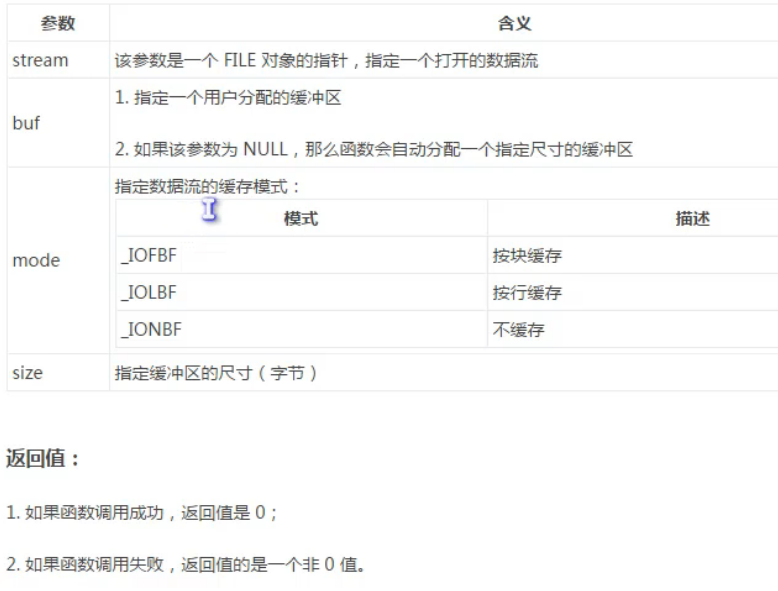 参数 含义
stream 该参数是一个 FILE 对象的指针，指定一个打开的数据流
buf
1. 指定一个用户分配的缓冲区
2. 如果该参数为 NULL，那么函数会自动分配一个指定尺寸的缓冲区
mode
指定数据流的缓存模式：
模式 描述
_IOFBF 按块缓存
_IOLBF 按行缓存
_IONBF 不缓存
size 指定缓冲区的尺寸（字节）
返回值：
1. 如果函数调用成功，返回值是 0；
2. 如果函数调用失败，返回值的是一个非 0 值。